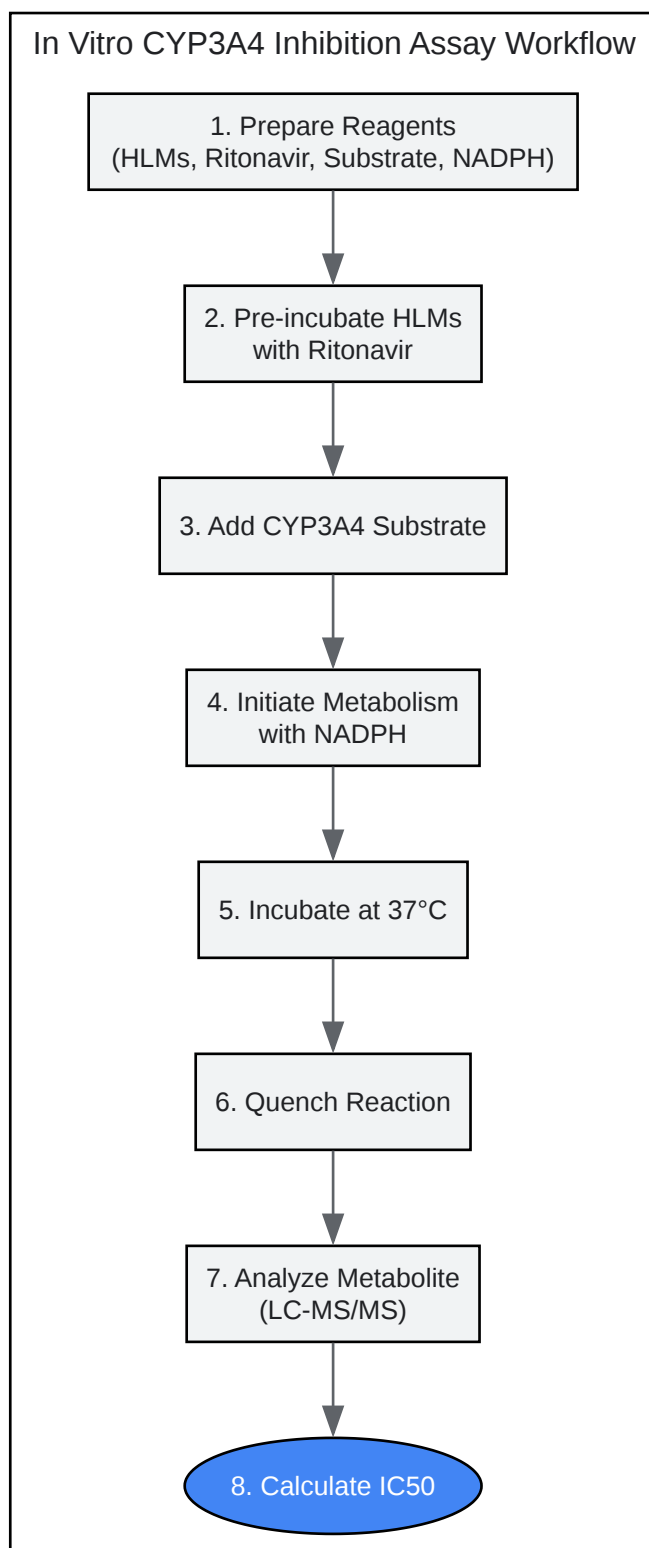 In Vitro CYP3A4 Inhibition Assay Workflow
1. Prepare Reagents
(HLMs, Ritonavir, Substrate, NADPH)
2. Pre-incubate HLMs
with Ritonavir
3. Add CYP3A4 Substrate
4. Initiate Metabolism
with NADPH
5. Incubate at 37°C
6. Quench Reaction
7. Analyze Metabolite
(LC-MS/MS)
8. Calculate IC50